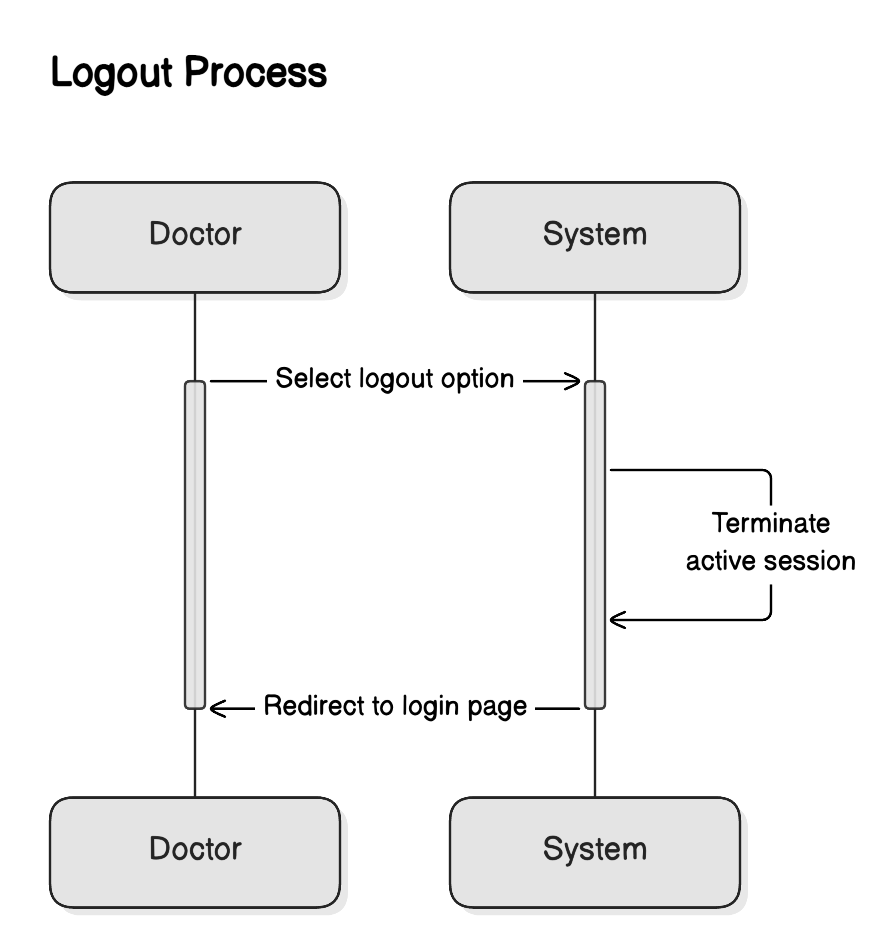 Logout Process
Doctor
System
Select logout option
Terminate
active session
Redirect to login page
Doctor
System